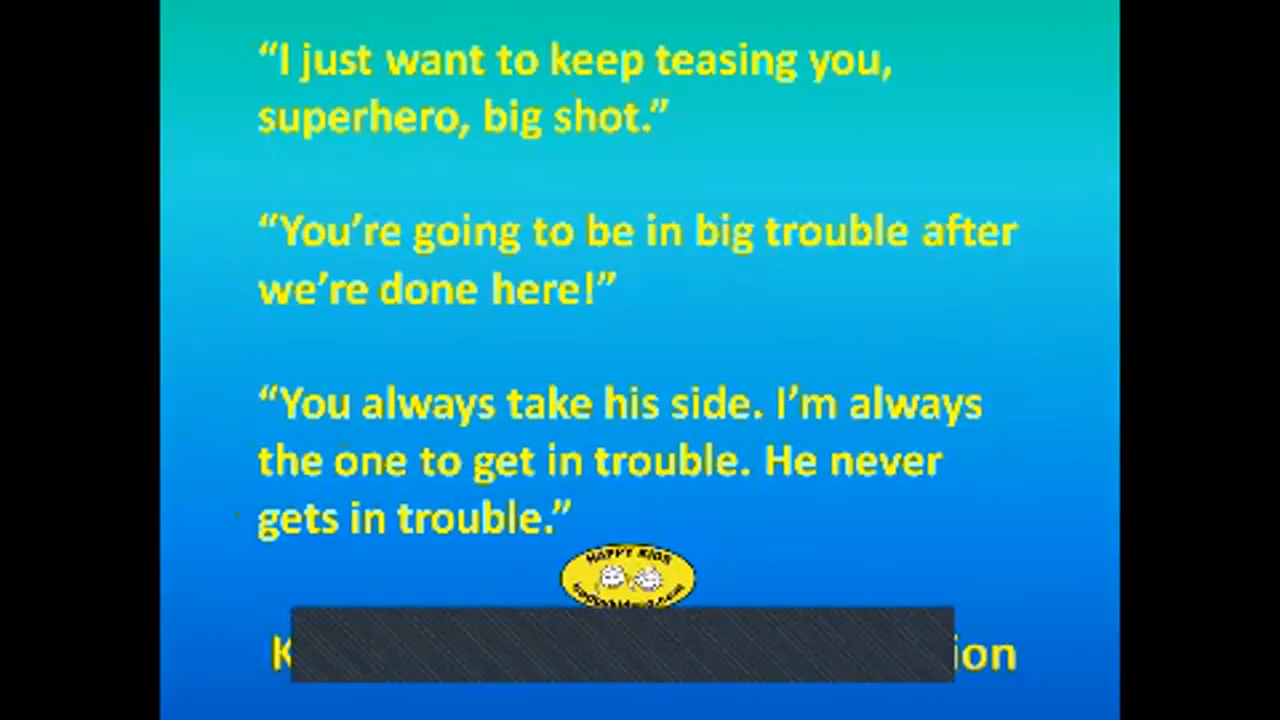 “I just want to keep teasing you,
superhero, big shot.”
“You’re going to be in big trouble after
we’re done here!”
“You always take his side. I’m always
the one to get in trouble. He never
gets in trouble.”
HAPPY KIDS